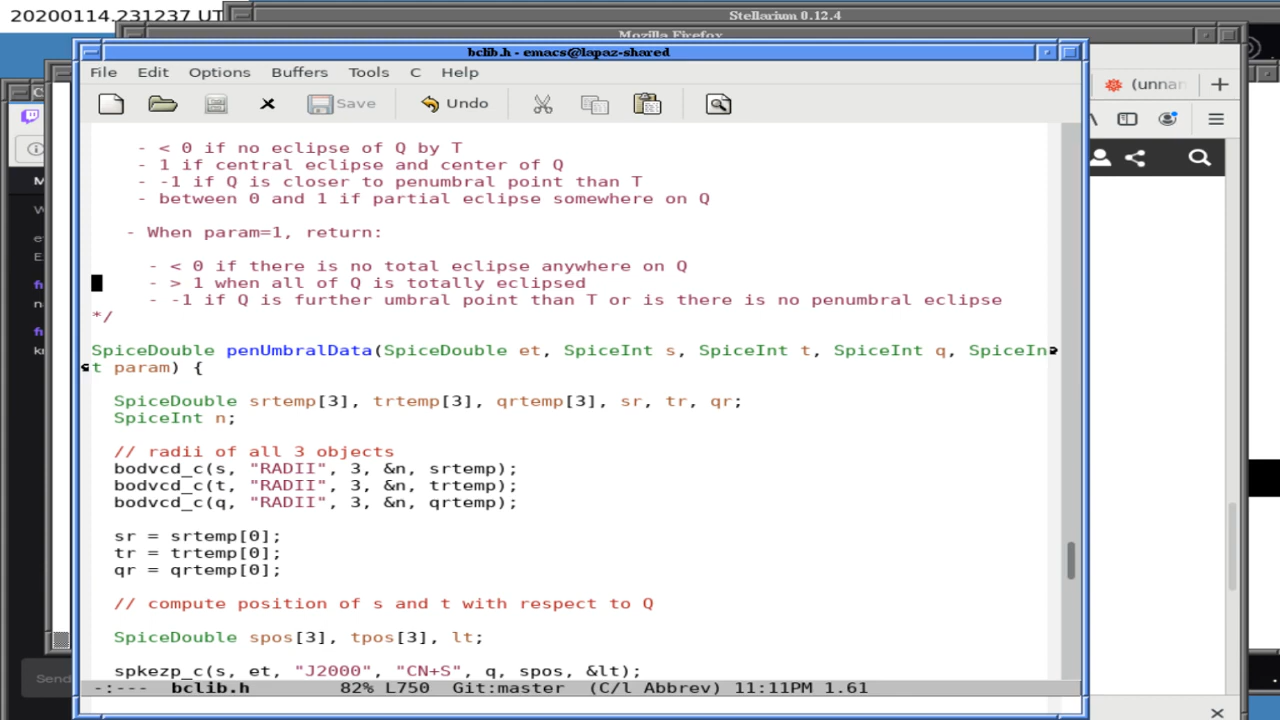 20200114.231237 UT
Stellarium 0.12.4
Mozilla Firefox
bclib.h - emacs@lapaz-shared
File Edit Options Buffers Tools C Help
Save Undo
(unnar
- < 0 if no eclipse of Q by T
- 1 if central eclipse and center of Q
- -1 if Q is closer to penumbral point than T
- between 0 and 1 if partial eclipse somewhere on Q
- When param=1, return:
- < 0 if there is no total eclipse anywhere on Q
- > 1 when all of Q is totally eclipsed
- -1 if Q is further umbral point than T or is there is no penumbral eclipse
*/
SpiceDouble penUmbralData(SpiceDouble et, SpiceInt s, SpiceInt t, SpiceInt q, SpiceIn
t param) {
SpiceDouble srtemp[3], trtemp[3], qrtemp[3], sr, tr, qr;
SpiceInt n;
// radii of all 3 objects
bodvcd_c(s, "RADII", 3, &n, srtemp);
bodvcd_c(t, "RADII", 3, &n, trtemp);
bodvcd_c(q, "RADII", 3, &n, qrtemp);
sr = srtemp[0];
tr = trtemp[0];
qr = qrtemp[0];
// compute position of s and t with respect to Q
SpiceDouble spos[3], tpos[3], lt;
spkezp_c(s, et, "J2000", "CN+S", q, spos, &lt);
Send
-:--- bclib.h 82% L750 Git:master (C/l Abbrev) 11:11PM 1.61